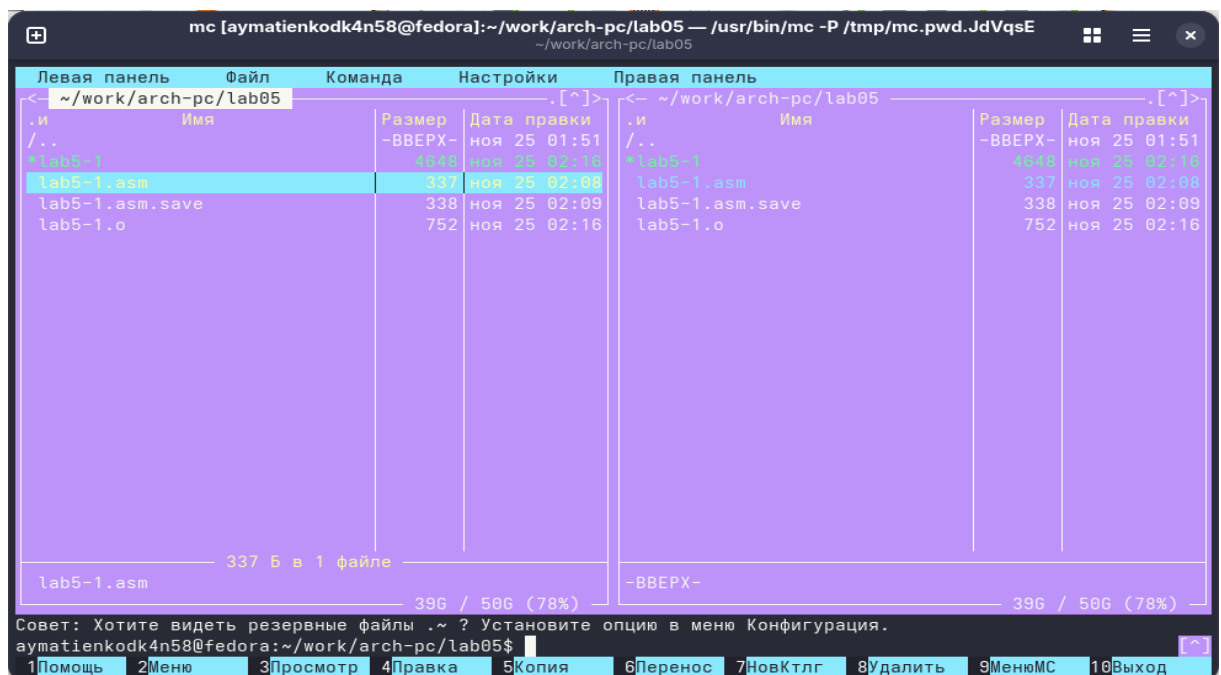 mc [aymatienkodk4n58@fedora]:~/work/arch-pc/lab05 — /usr/bin/mc -P /tmp/mc.pwd.JdVqsE
~/work/arch-pc/lab05
Левая панель Файл Команда Настройки Правая панель
<— ~/work/arch-pc/lab05 .[^]> <— ~/work/arch-pc/lab05 .[^]>
.и Имя Размер Дата правки .и Имя Размер Дата правки
/.. -ВВЕРХ- ноя 25 01:51 /.. -ВВЕРХ- ноя 25 01:51
*lab5-1 4648 ноя 25 02:16 *lab5-1 4648 ноя 25 02:16
lab5-1.asm 337 ноя 25 02:08 lab5-1.asm 337 ноя 25 02:08
lab5-1.asm.save 338 ноя 25 02:09 lab5-1.asm.save 338 ноя 25 02:09
lab5-1.o 752 ноя 25 02:16 lab5-1.o 752 ноя 25 02:16
337 Б в 1 файле
lab5-1.asm -ВВЕРХ-
39G / 50G (78%) 39G / 50G (78%)
Совет: Хотите видеть резервные файлы .~ ? Установите опцию в меню Конфигурация.
aymatienkodk4n58@fedora:~/work/arch-pc/lab05$ [^]
1Помощь 2Меню 3Просмотр 4Правка 5Копия 6Перенос 7НовКтлг 8Удалить 9МенюMC 10Выход